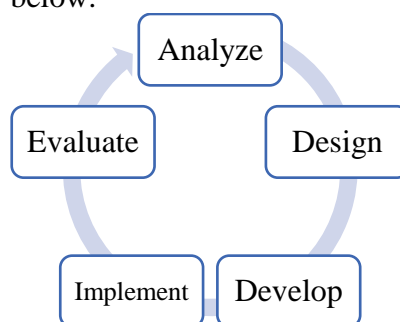 below:
Analyze
Design
Develop
Implement
Evaluate